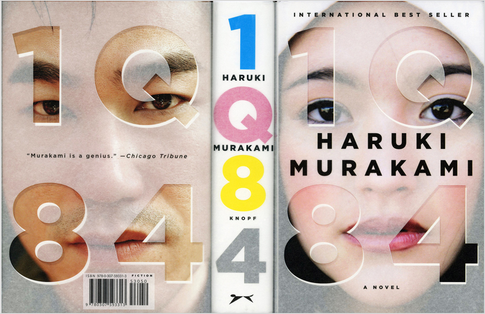 1Q
"Murakami is a genius." —Chicago Tribune
84
FICTION
1
HARUKI
Q
MURAKAMI
8
KNOPF
4
INTERNATIONAL BEST SELLER
1Q
HARUKI
MURAKAMI
84
A NOVEL